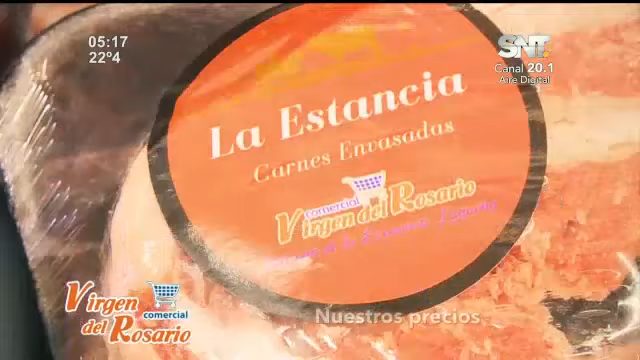 05:17
22°4
SNT
Canal 20.1
Aire Digital
La Estancia
Carnes Envasadas
comercial
Virgen del Rosario
Virgen
comercial
del Rosario
Nuestros precios